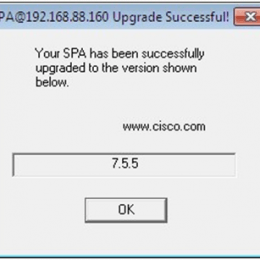 PA@192.168.88.160 Upgrade Successful!
Your SPA has been successfully
upgraded to the version shown
below.
www.cisco.com
7.5.5
OK